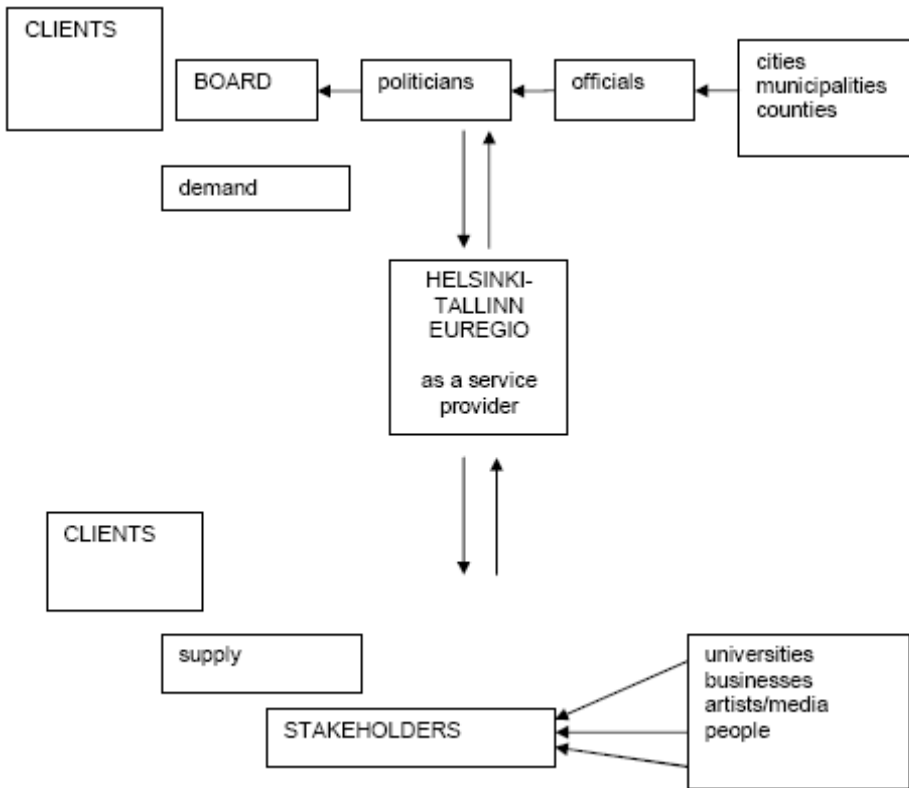 CLIENTS
BOARD
politicians
officials
cities
municipalities
counties
demand
HELSINKI-
TALLINN
EUREGIO
as a service
provider
CLIENTS
supply
universities
businesses
artists/media
people
STAKEHOLDERS